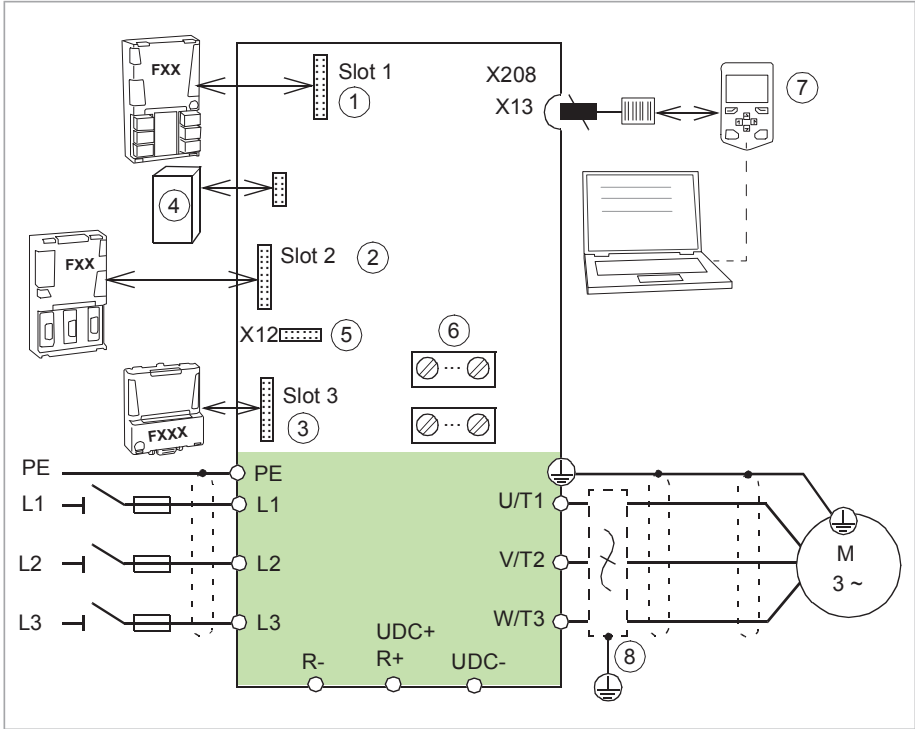 FXX
Slot 1
1
X208
X13
7
4
FXX
Slot 2
2
X12
5
6
... 
Slot 3
3
...
FXXX
PE
PE
L1
L1
U/T1
M
3 ~
L2
L2
V/T2
L3
L3
W/T3
UDC+
R-
R+
UDC-
8